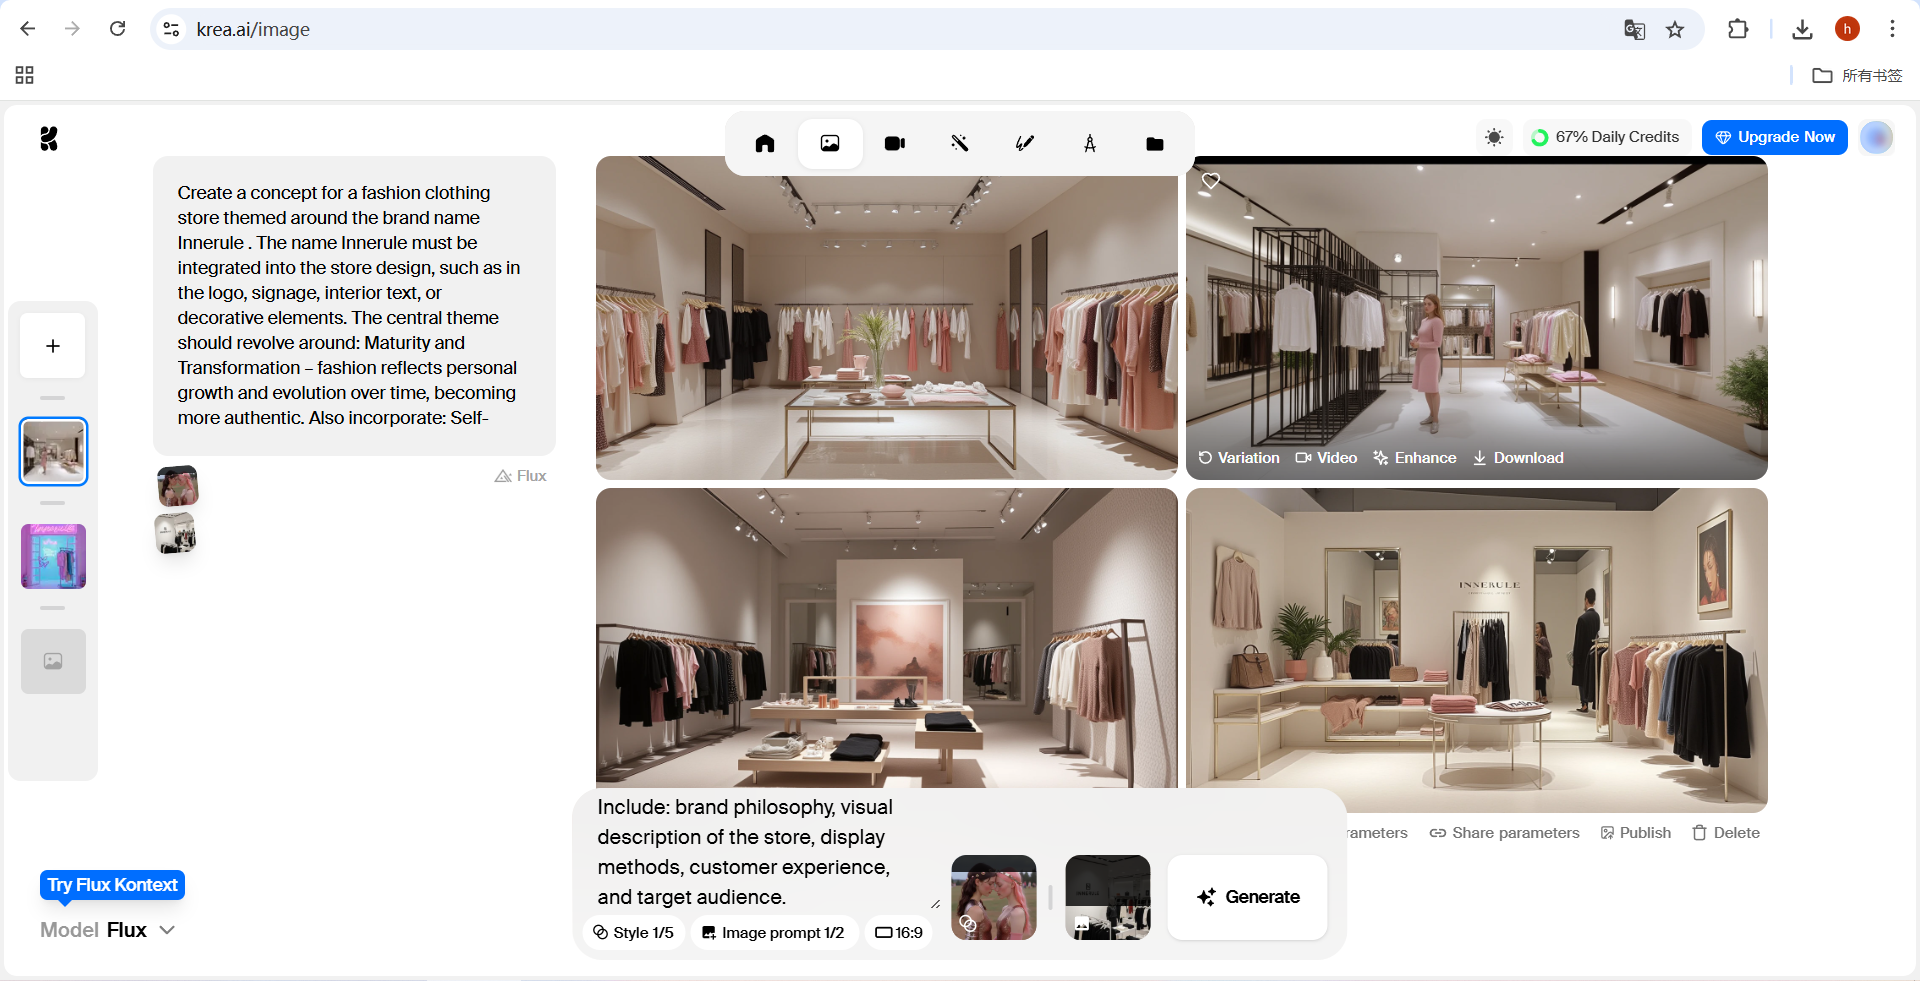 krea.ai/image
h
所有书签
67% Daily Credits
Upgrade Now
Create a concept for a fashion clothing
store themed around the brand name
Innerule . The name Innerule must be
integrated into the store design, such as in
the logo, signage, interior text, or
decorative elements. The central theme
should revolve around: Maturity and
Transformation – fashion reflects personal
growth and evolution over time, becoming
more authentic. Also incorporate: Self-
Flux
Variation
Video
Enhance
Download
INNERULE
Include: brand philosophy, visual
description of the store, display
methods, customer experience,
and target audience.
Style 1/5
Image prompt 1/2
16:9
Generate
rameters
Share parameters
Publish
Delete
Try Flux Kontext
Model Flux